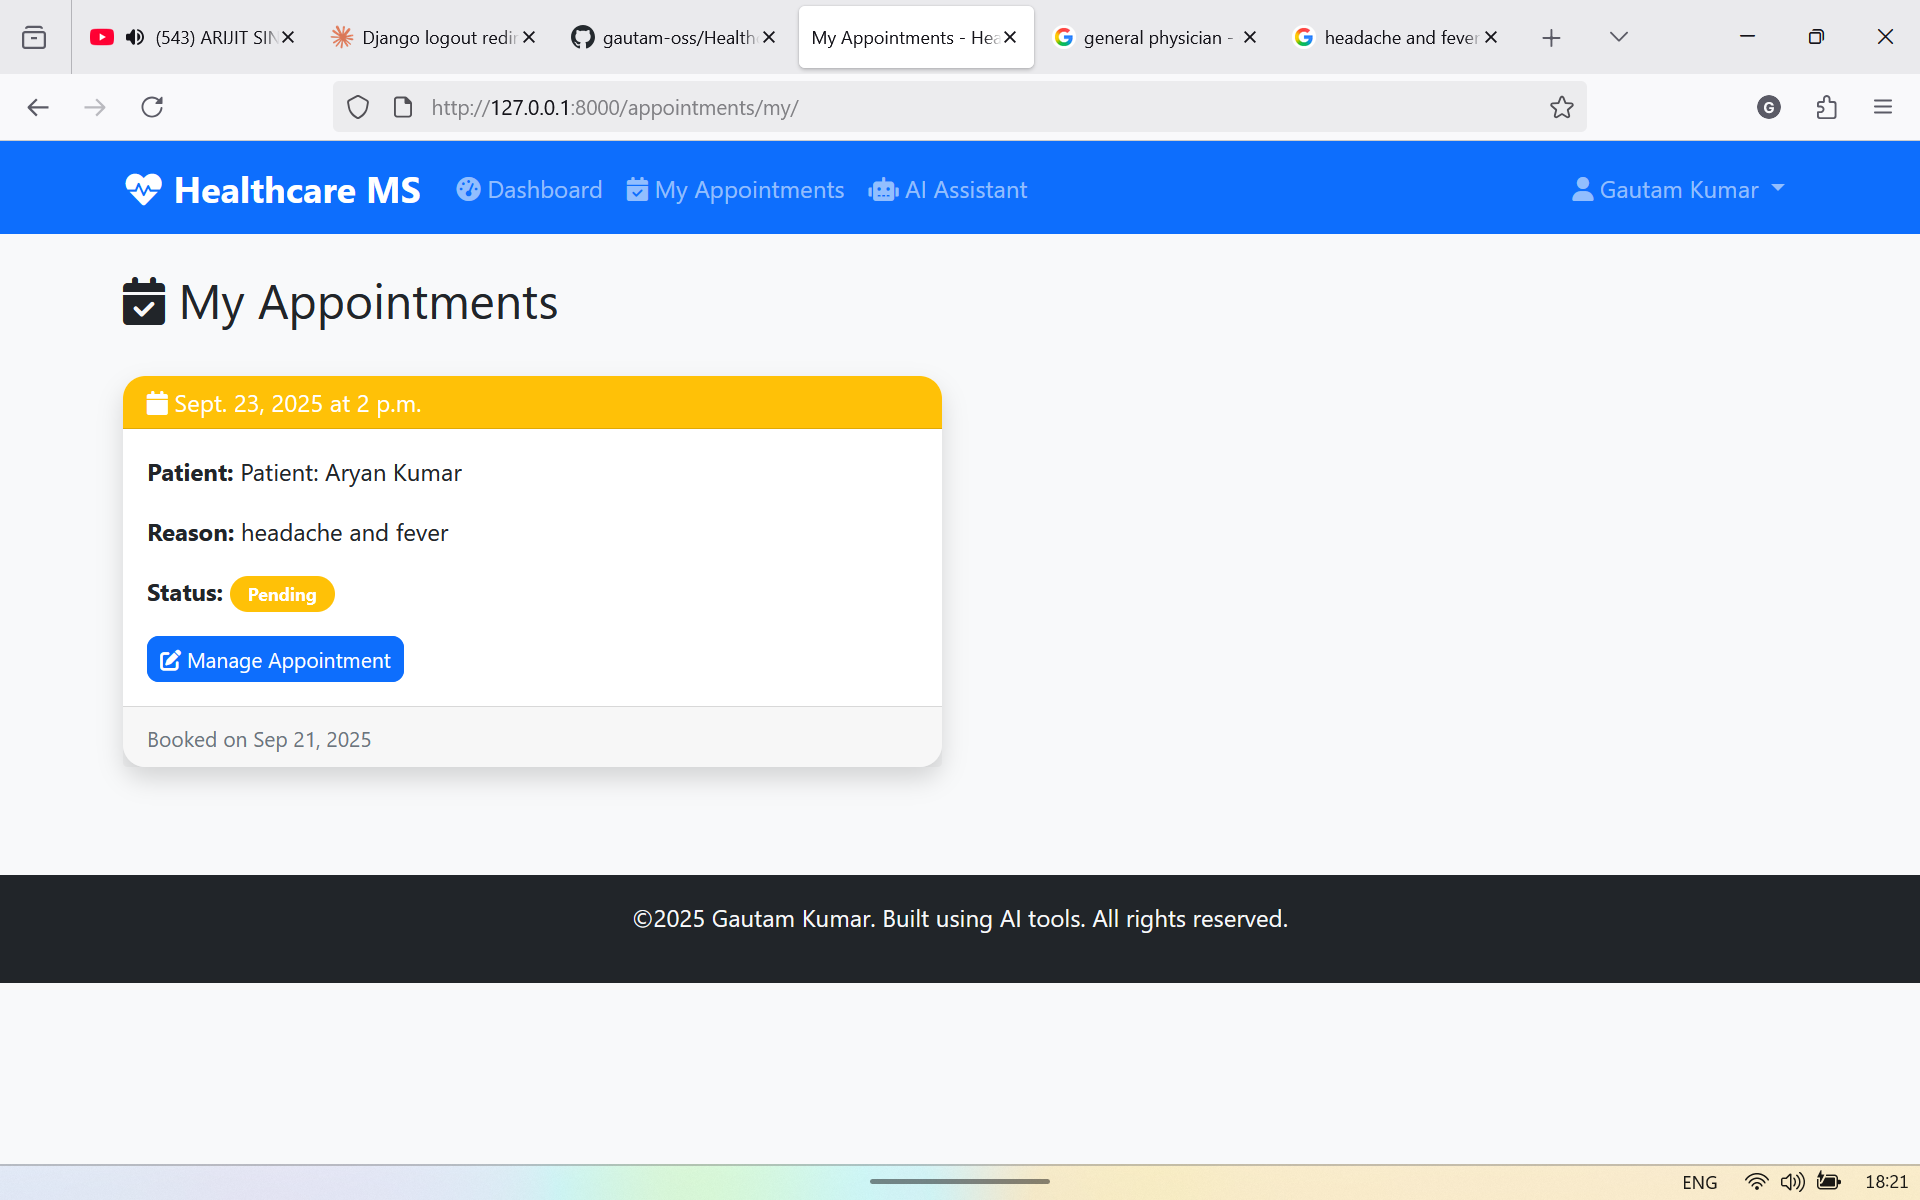 (543) ARIJIT SIN
Django logout redir
gautam-oss/Health
My Appointments - Hea
general physician -
headache and fever
http://127.0.0.1:8000/appointments/my/
G
Healthcare MS
Dashboard
My Appointments
AI Assistant
Gautam Kumar
My Appointments
Sept. 23, 2025 at 2 p.m.
Patient: Patient: Aryan Kumar
Reason: headache and fever
Status: Pending
Manage Appointment
Booked on Sep 21, 2025
©2025 Gautam Kumar. Built using AI tools. All rights reserved.
ENG
18:21